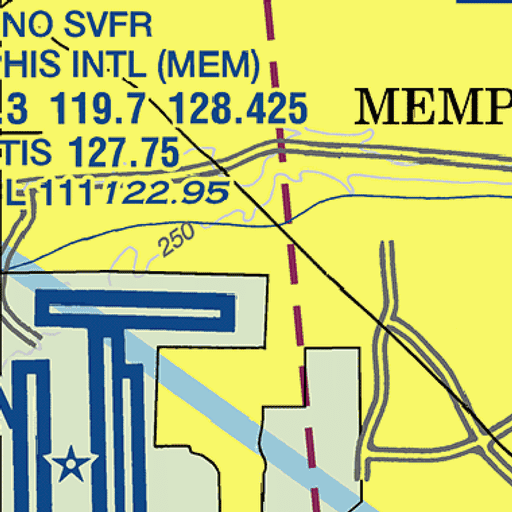 NO SVFR
HIS INTL (MEM)
3 119.7 128.425
TIS 127.75
L 111 122.95
MEMP
250